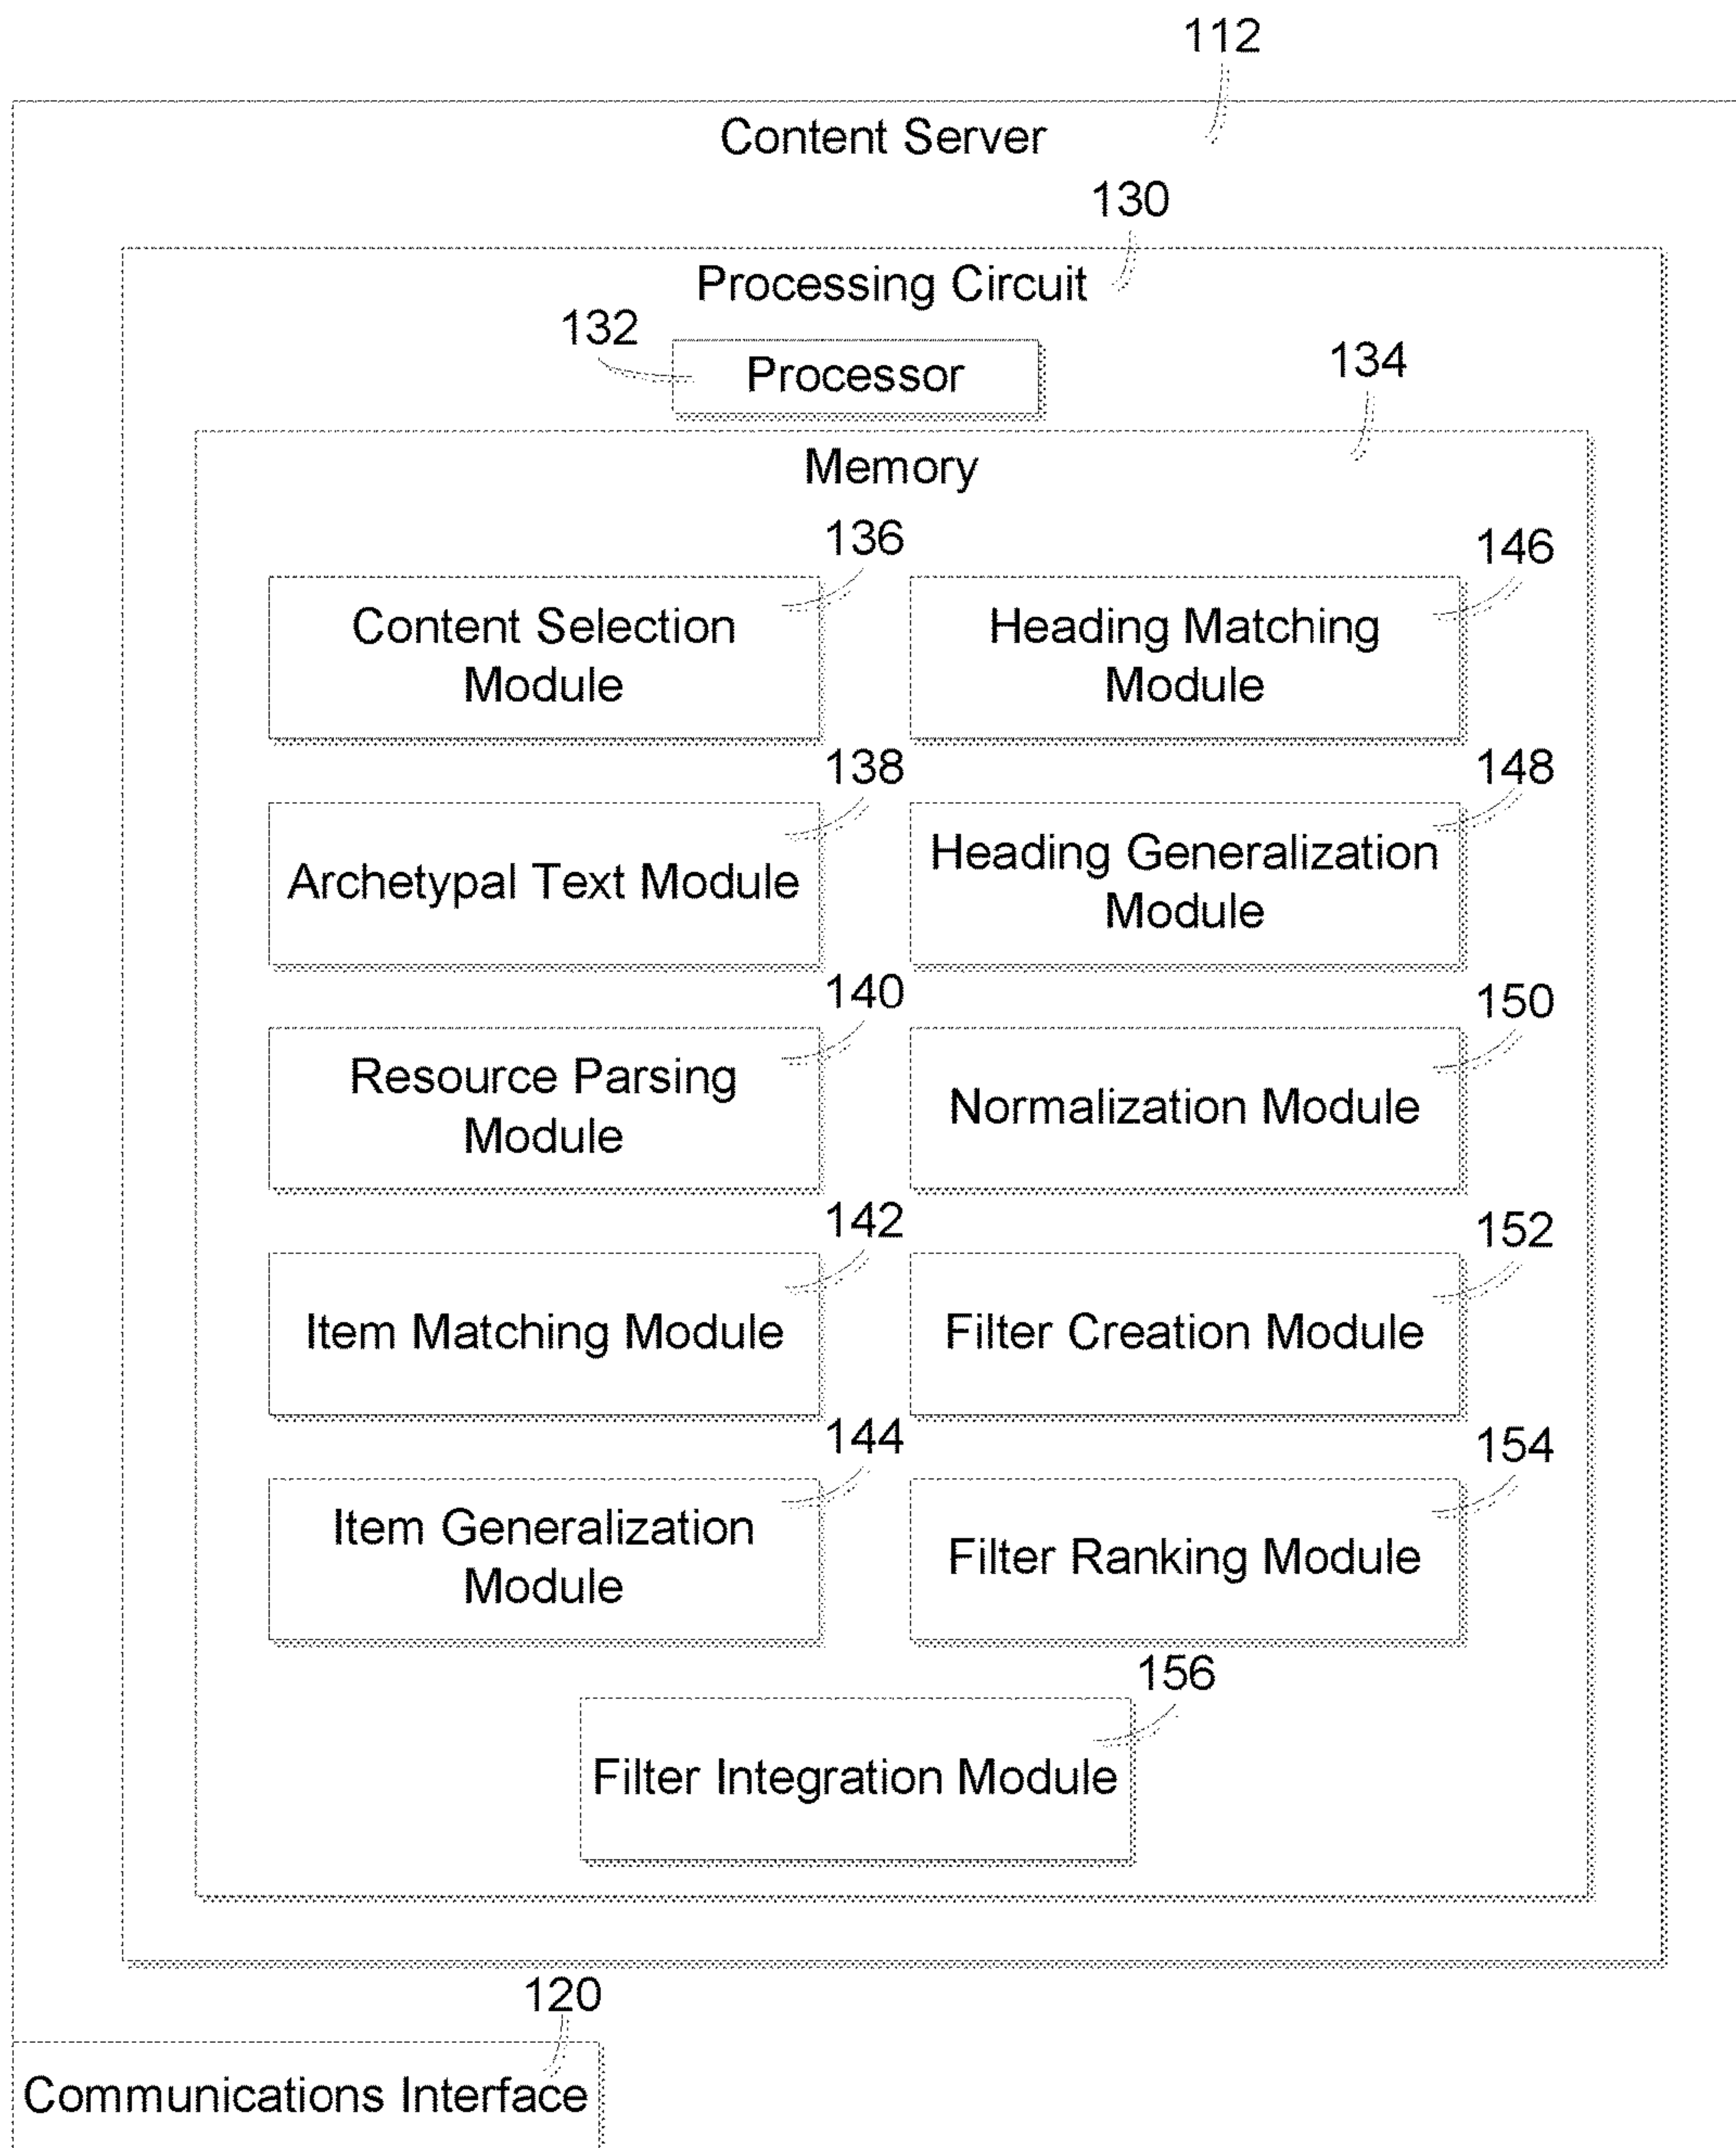 112
Content Server
130
Processing Circuit
132
Processor
134
Memory
136
Content Selection
Module
146
Heading Matching
Module
138
Archetypal Text Module
148
Heading Generalization
Module
140
Resource Parsing
Module
150
Normalization Module
142
Item Matching Module
152
Filter Creation Module
144
Item Generalization
Module
154
Filter Ranking Module
156
Filter Integration Module
120
Communications Interface